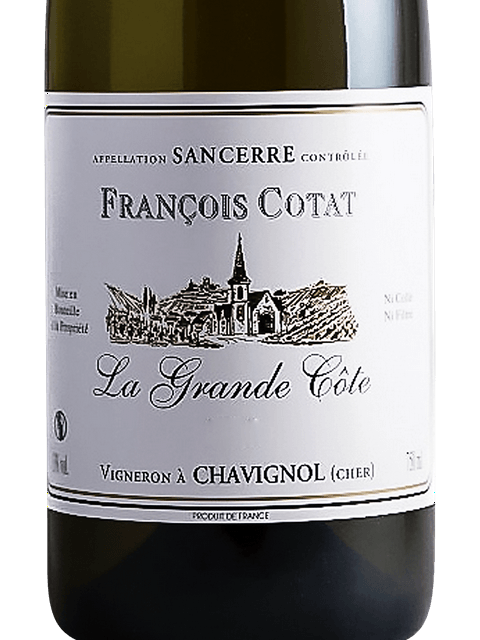 APPELLATION SANCERRE CONTRÔLÉE
FRANÇOIS COTAT
Mise en
Bouteille
à la Propriété
Ni Collé
Ni Filtré
La Grande Côte
VIGNERON À CHAVIGNOL (CHER)
PRODUIT DE FRANCE